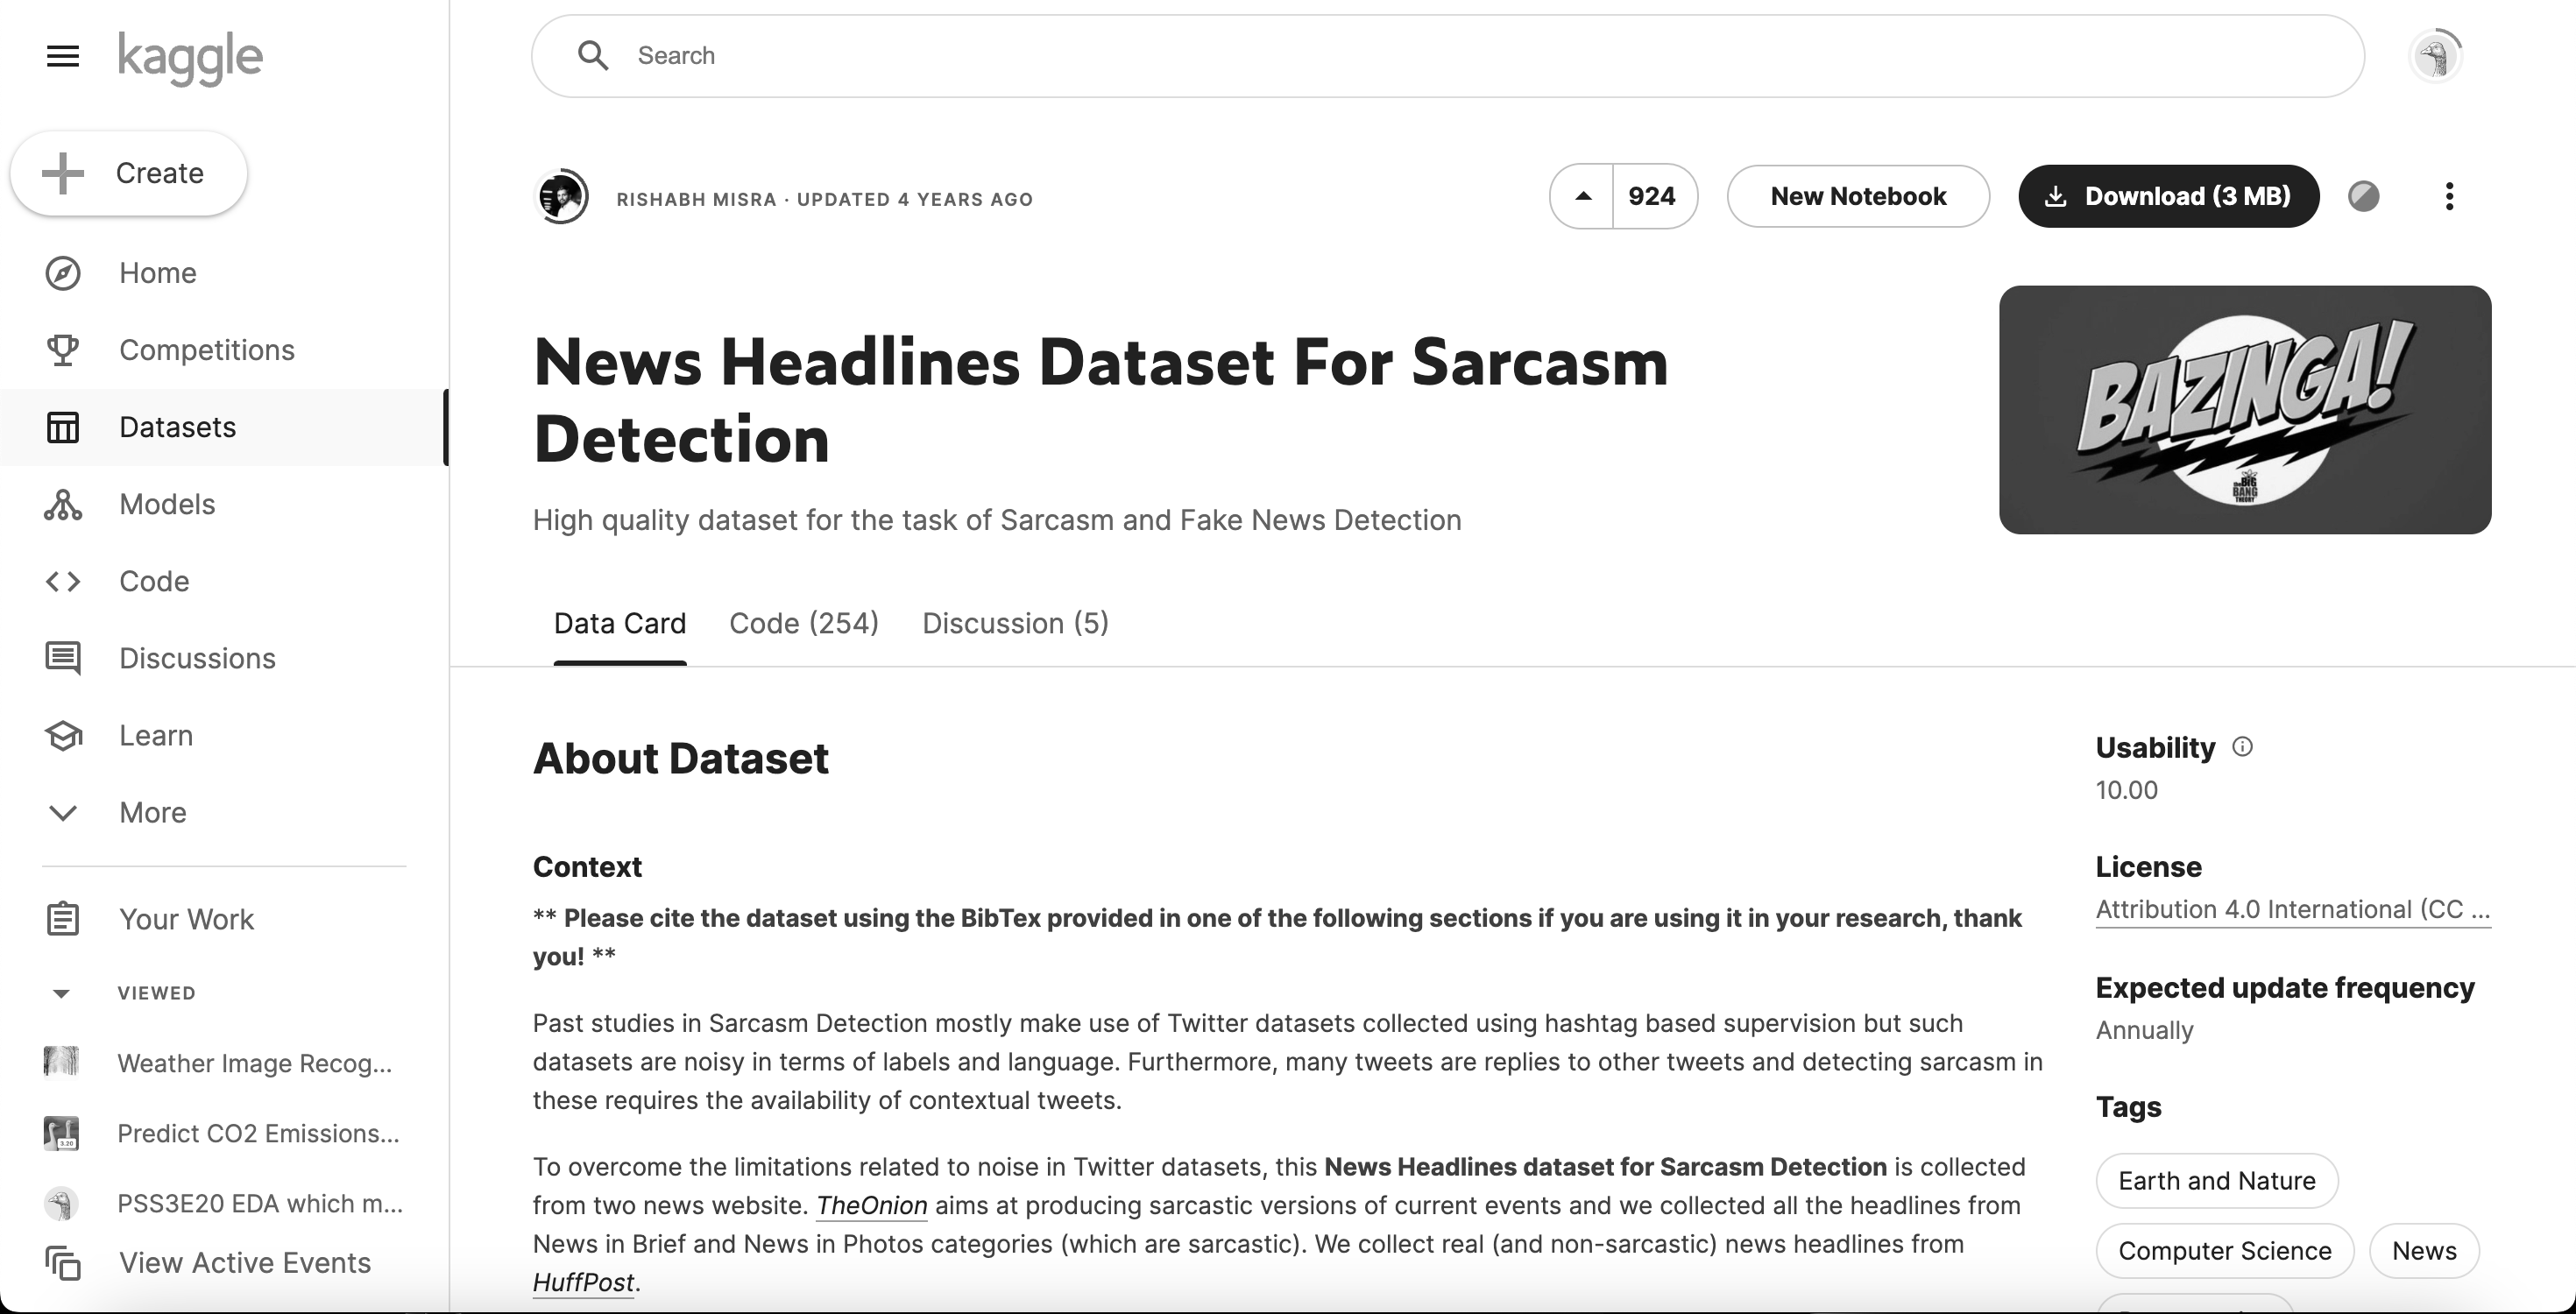 kaggle
Search
Create
Home
Competitions
Datasets
Models
Code
Discussions
Learn
More
Your Work
VIEWED
Weather Image Recog...
Predict CO2 Emissions...
3.20
PSS3E20 EDA which m...
View Active Events
RISHABH MISRA · UPDATED 4 YEARS AGO
924
New Notebook
Download (3 MB)
News Headlines Dataset For Sarcasm
Detection
High quality dataset for the task of Sarcasm and Fake News Detection
BAZINGA!
the BiG
BANG
THEORY
Data Card
Code (254)
Discussion (5)
About Dataset
Context
** Please cite the dataset using the BibTex provided in one of the following sections if you are using it in your research, thank
you! **
Past studies in Sarcasm Detection mostly make use of Twitter datasets collected using hashtag based supervision but such
datasets are noisy in terms of labels and language. Furthermore, many tweets are replies to other tweets and detecting sarcasm in
these requires the availability of contextual tweets.
To overcome the limitations related to noise in Twitter datasets, this News Headlines dataset for Sarcasm Detection is collected
from two news website. TheOnion aims at producing sarcastic versions of current events and we collected all the headlines from
News in Brief and News in Photos categories (which are sarcastic). We collect real (and non-sarcastic) news headlines from
HuffPost.
Usability
10.00
License
Attribution 4.0 International (CC ...
Expected update frequency
Annually
Tags
Earth and Nature
Computer Science
News